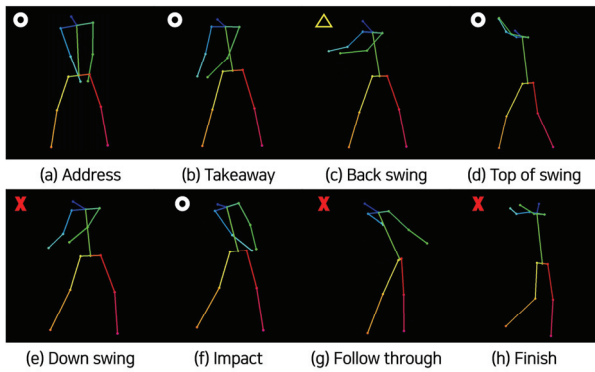 (a) Address
(b) Takeaway
(c) Back swing
(d) Top of swing
(e) Down swing
(f) Impact
(g) Follow through
(h) Finish